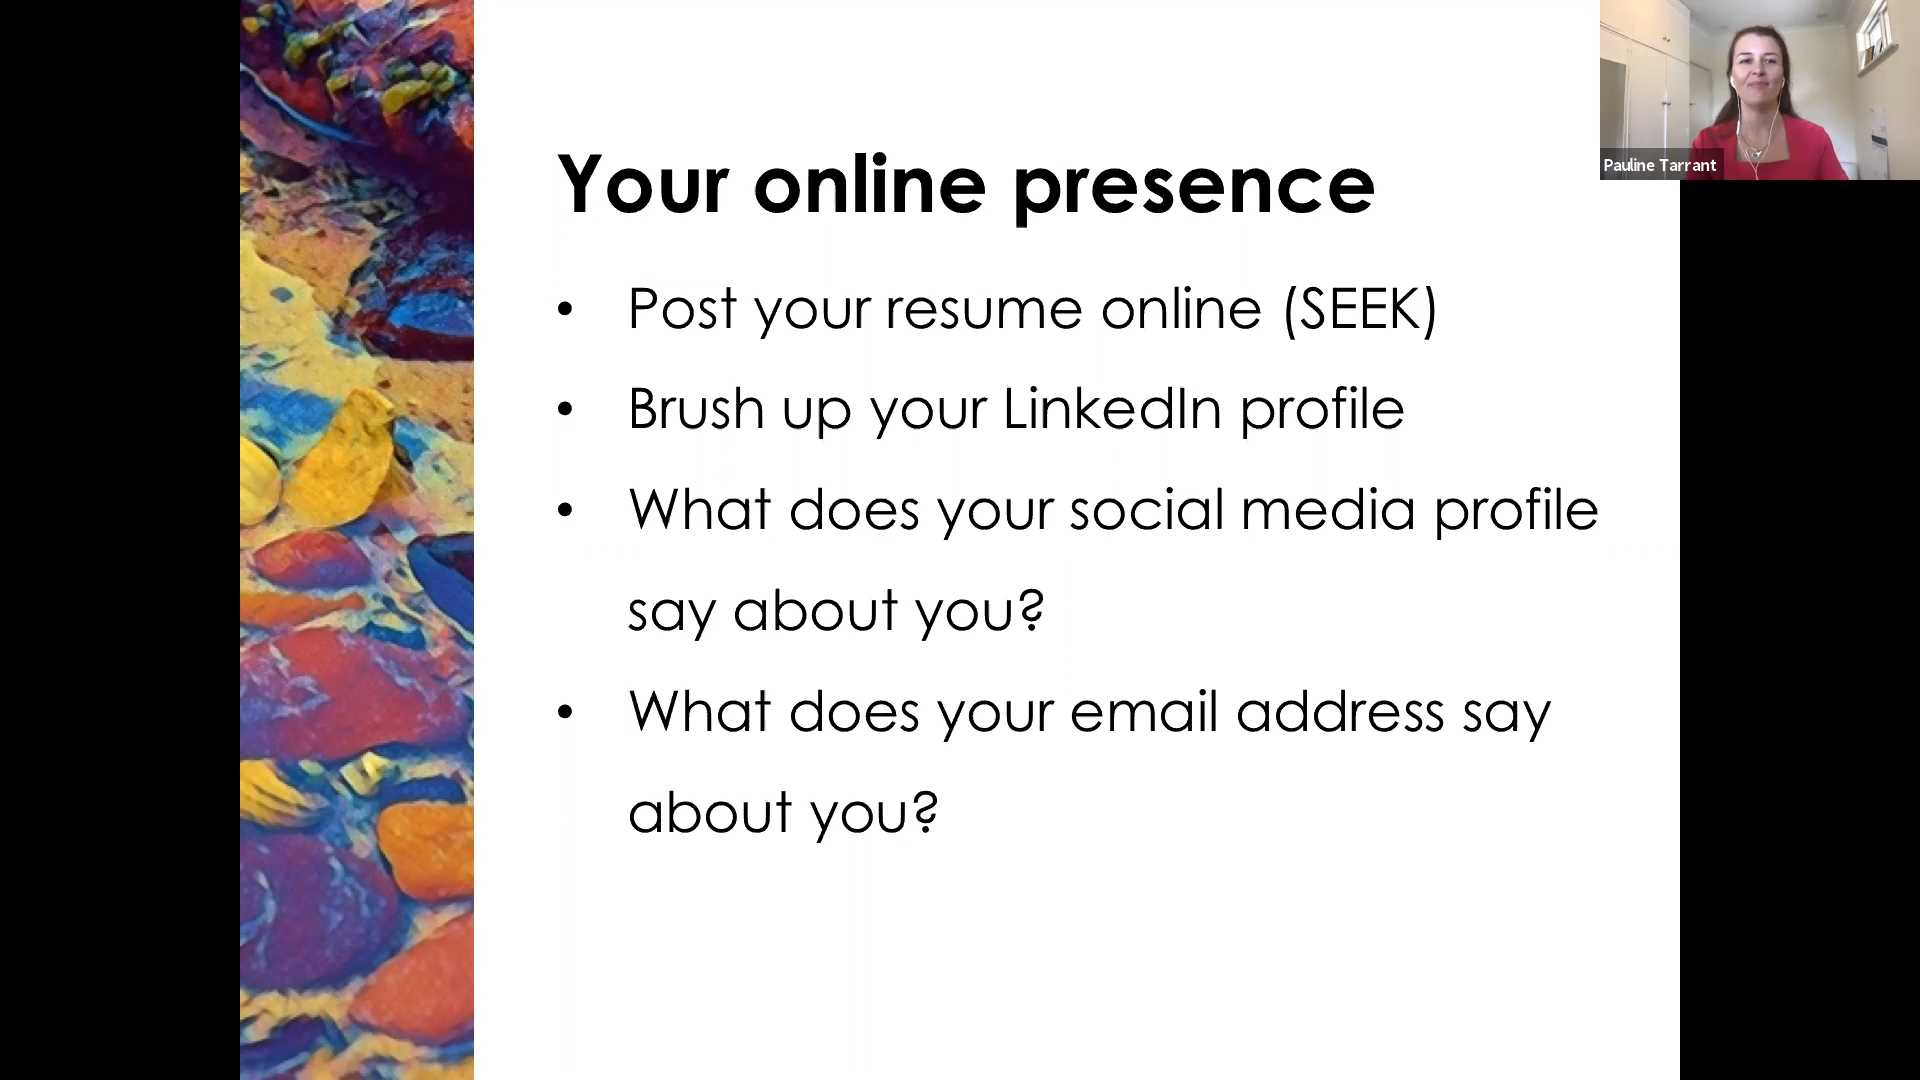 Your online presence
• Post your resume online (SEEK)
• Brush up your LinkedIn profile
• What does your social media profile
say about you?
• What does your email address say
about you?
Pauline Tarrant